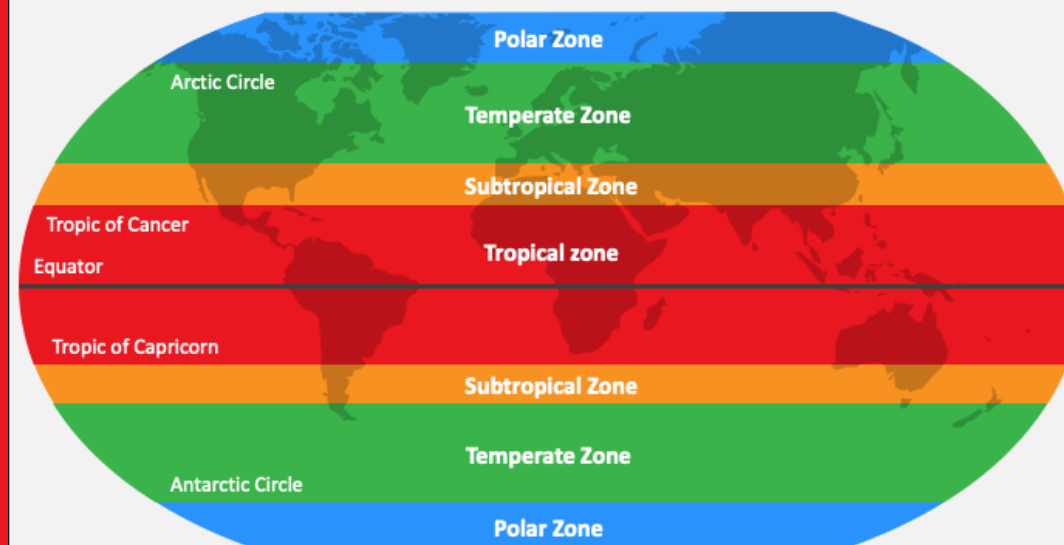 Polar Zone
Arctic Circle
Temperate Zone
Subtropical Zone
Tropic of Cancer
Tropical zone
Equator
Tropic of Capricorn
Subtropical Zone
Temperate Zone
Antarctic Circle
Polar Zone